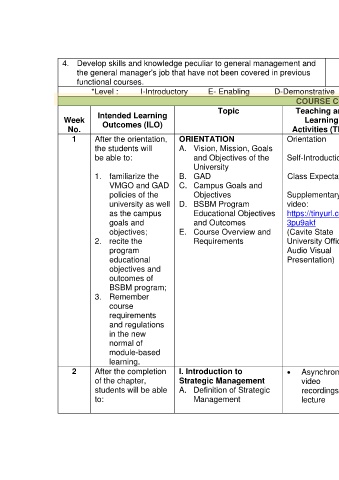 4. Develop skills and knowledge peculiar to general management and
the general manager's job that have not been covered in previous
functional courses.
*Level : I-Introductory E- Enabling D-Demonstrative
COURSE C
Week
No.
Intended Learning
Outcomes (ILO)
Topic
Teaching a
Learning
Activities (T
1
After the orientation,
the students will
be able to:
1. familiarize the
VMGO and GAD
policies of the
university as well
as the campus
goals and
objectives;
2. recite the
program
educational
objectives and
outcomes of
BSBM program;
3. Remember
course
requirements
and regulations
in the new
normal of
module-based
learning.
ORIENTATION
A. Vision, Mission, Goals
and Objectives of the
University
B. GAD
C. Campus Goals and
Objectives
D. BSBM Program
Educational Objectives
and Outcomes
E. Course Overview and
Requirements
Orientation
Self-Introducti
Class Expecta
Supplementary
video:
https://tinyurl.c
3pu9akf
(Cavite State
University Offic
Audio Visual
Presentation)
2
After the completion
of the chapter,
students will be able
to:
I. Introduction to
Strategic Management
A. Definition of Strategic
Management
• Asynchron
video
recordings
lecture